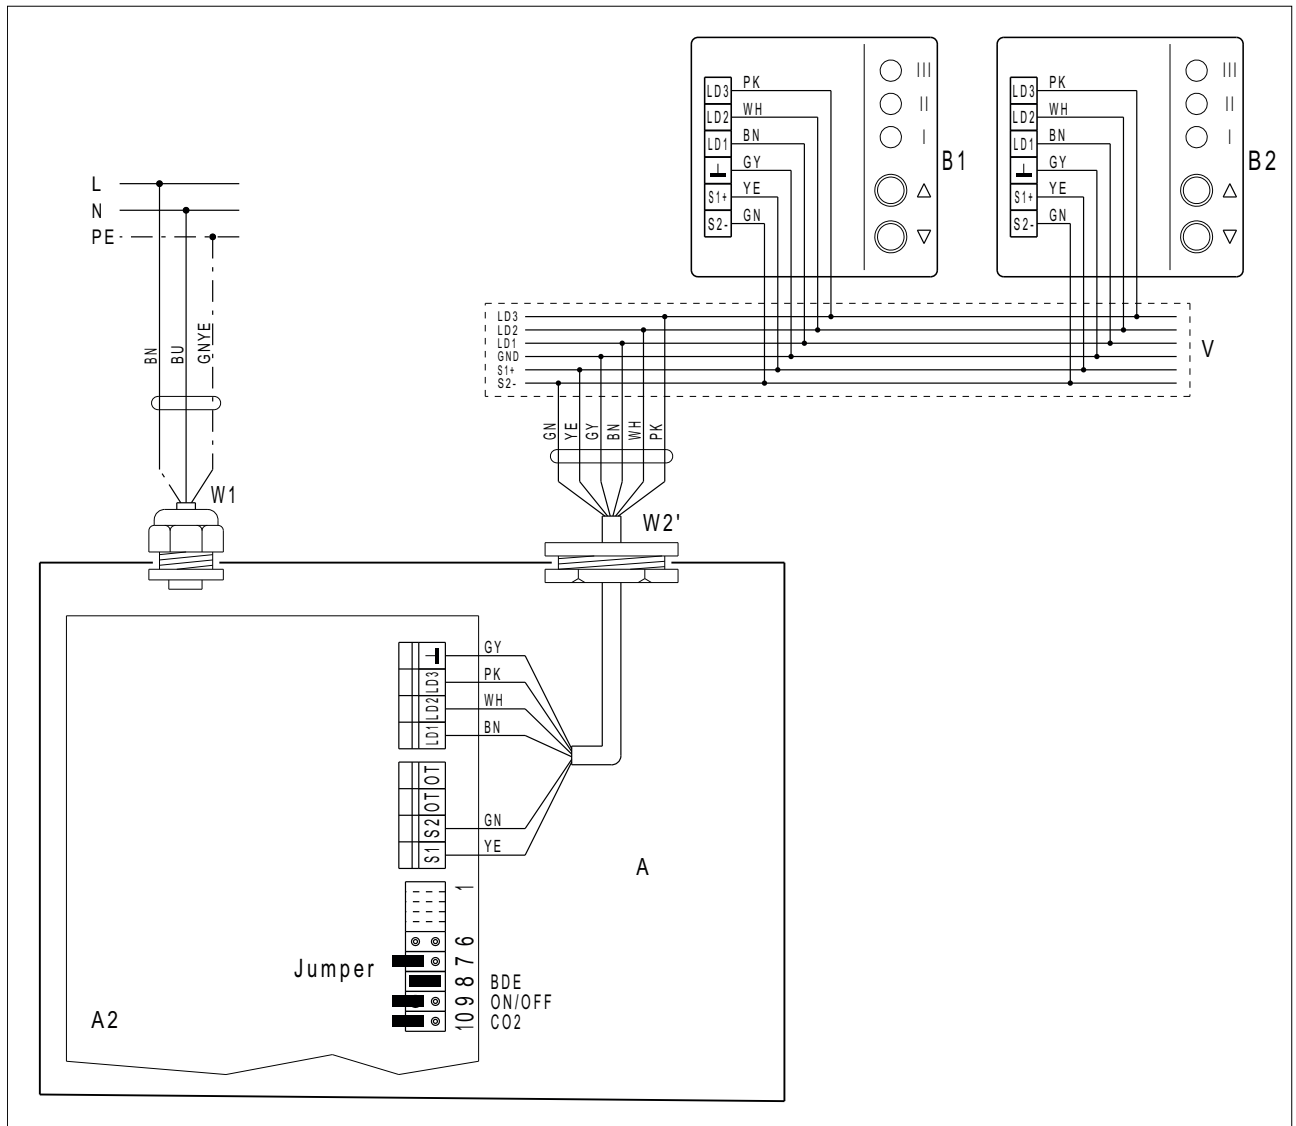 LD3 PK III
LD2 WH II
LD1 BN I
GY B1
S1+ YE
S2- GN
LD3 PK III
LD2 WH II
LD1 BN I
GY B2
S1+ YE
S2- GN
L
N
PE
BN BU GNYE
W1
LD3
LD2
LD1
GND
S1+
S2-
V
GN YE GY BN WH PK
W2'
GY
LD3 PK
LD2 WH
LD1 BN
OT
OT
S2 GN
S1 YE
A
1
6
Jumper 7
8 BDE
9 ON/OFF
10 CO2
A2